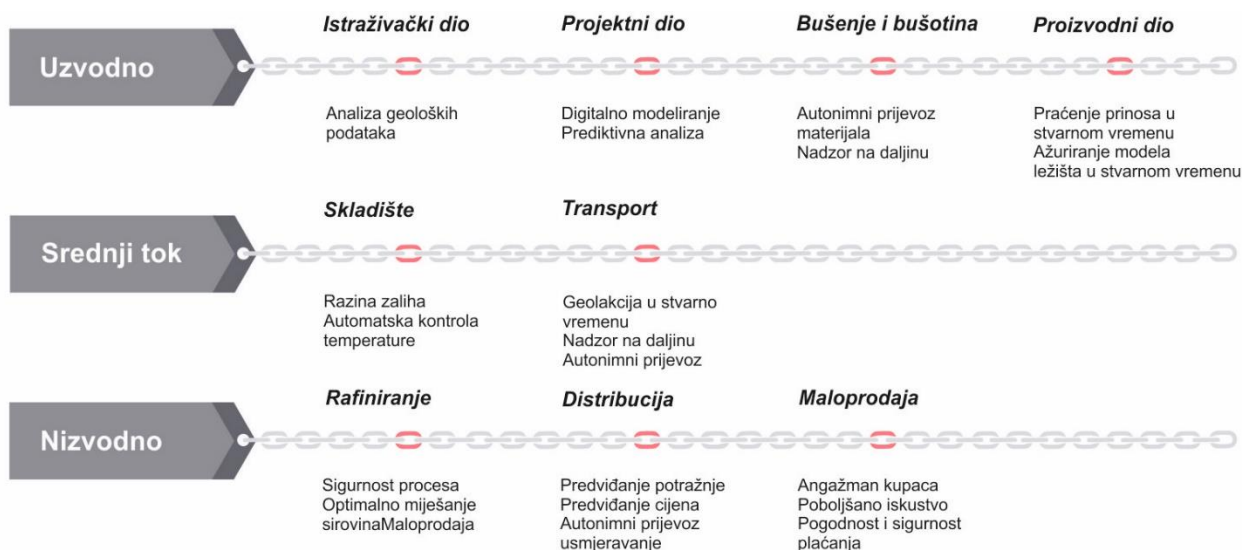 Istraživački dio
Projektni dio
Bušenje i bušotina
Proizvodni dio
Uzvodno
Analiza geoloških
podataka
Digitalno modeliranje
Prediktivna analiza
Autonimni prijevoz
materijala
Nadzor na daljinu
Praćenje prinosa u
stvarnom vremenu
Ažuriranje modela
ležišta u stvarnom vremenu
Skladište
Transport
Srednji tok
Razina zaliha
Automatska kontrola
temperature
Geolakcija u stvarno
vremenu
Nadzor na daljinu
Autonimni prijevoz
Rafiniranje
Distribucija
Maloprodaja
Nizvodno
Sigurnost procesa
Optimalno miješanje
sirovinaMaloprodaja
Predviđanje potražnje
Predviđanje cijena
Autonimni prijevoz
usmjeravanje
Angažman kupaca
Poboljšano iskustvo
Pogodnost i sigurnost
plaćanja